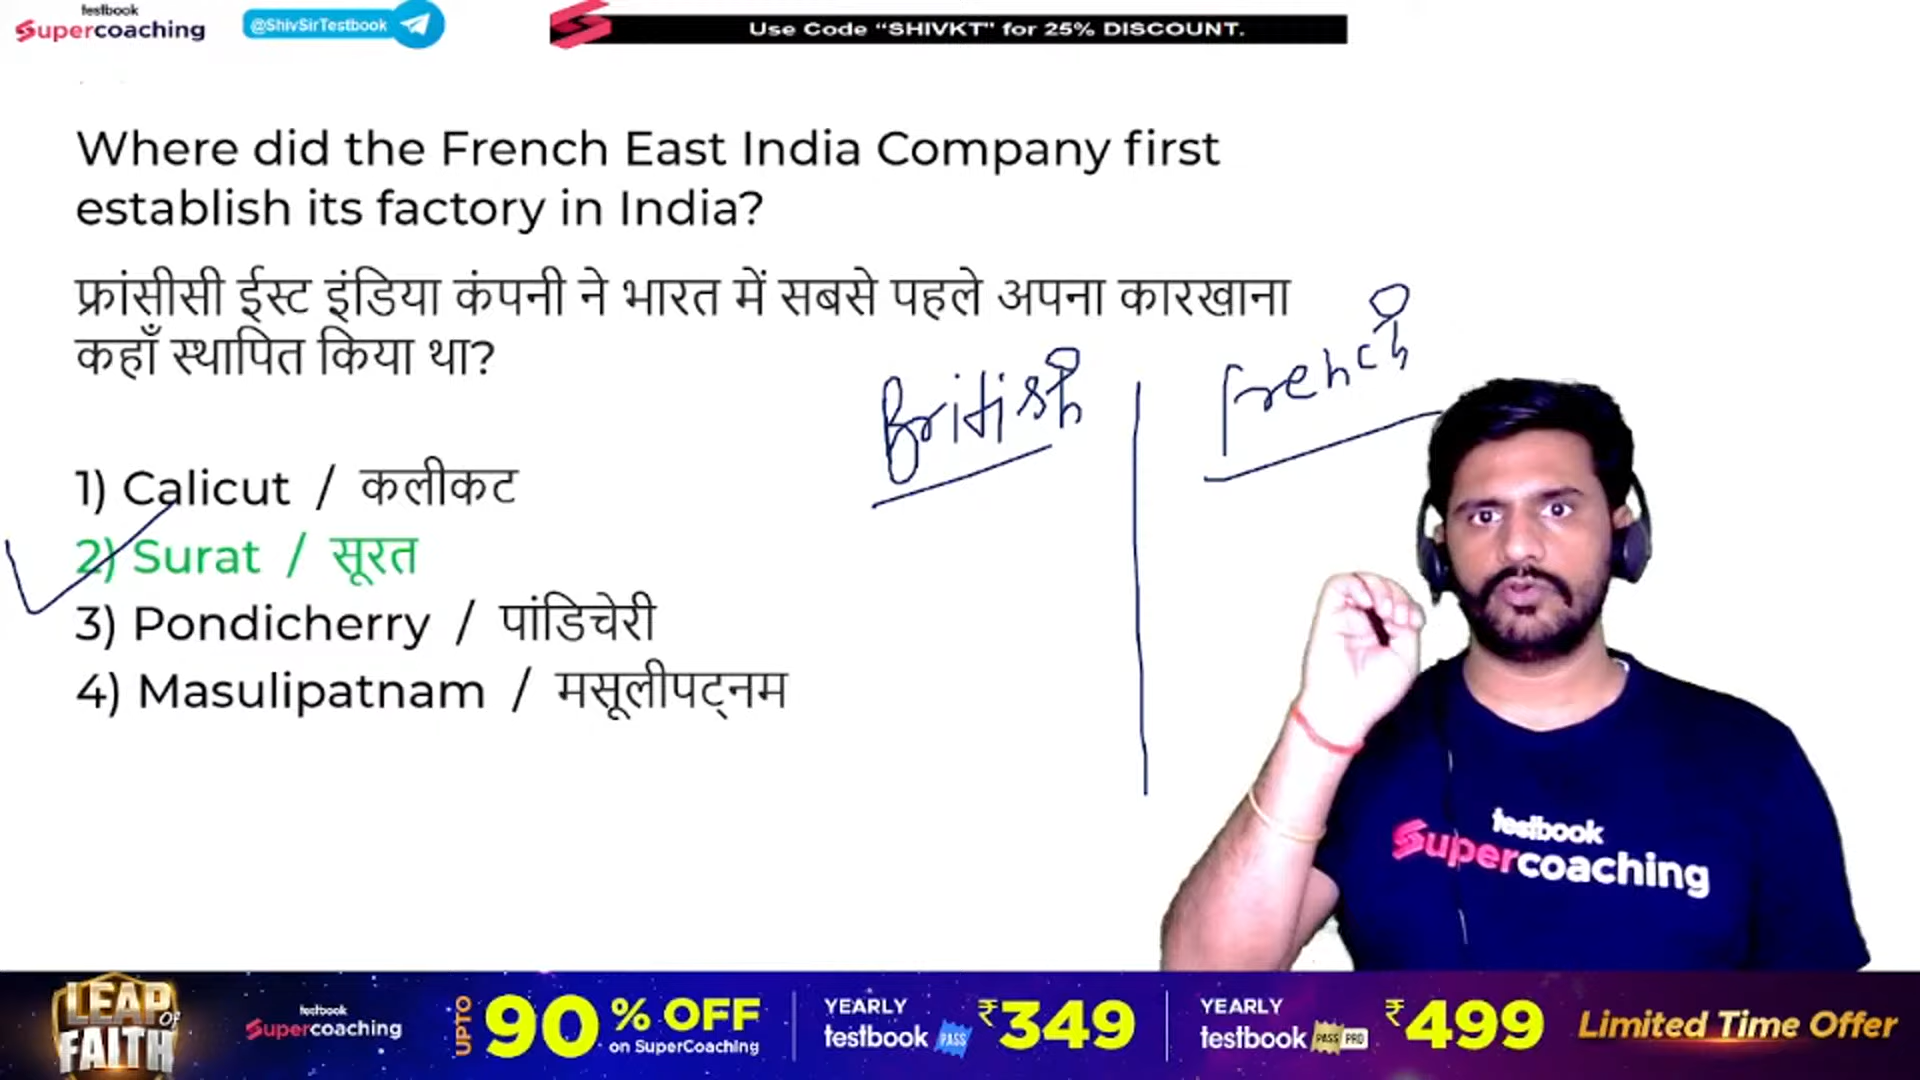 testbook
Supercoaching
@ShivSirTestbook
Use Code “SHIVKT” for 25% DISCOUNT.
Where did the French East India Company first
establish its factory in India?
फ्रांसीसी ईस्ट इंडिया कंपनी ने भारत में सबसे पहले अपना कारखाना
कहाँ स्थापित किया था?
British
French
1) Calicut / कलीकट
2) Surat / सूरत
3) Pondicherry / पांडिचेरी
4) Masulipatnam / मसूलीपट्नम
testbook
Supercoaching
LEAP OF
FAITH
testbook
Supercoaching
UPTO 90% OFF
on SuperCoaching
YEARLY
testbook PASS
₹349
YEARLY
testbook PASS PRO
₹499
Limited Time Offer